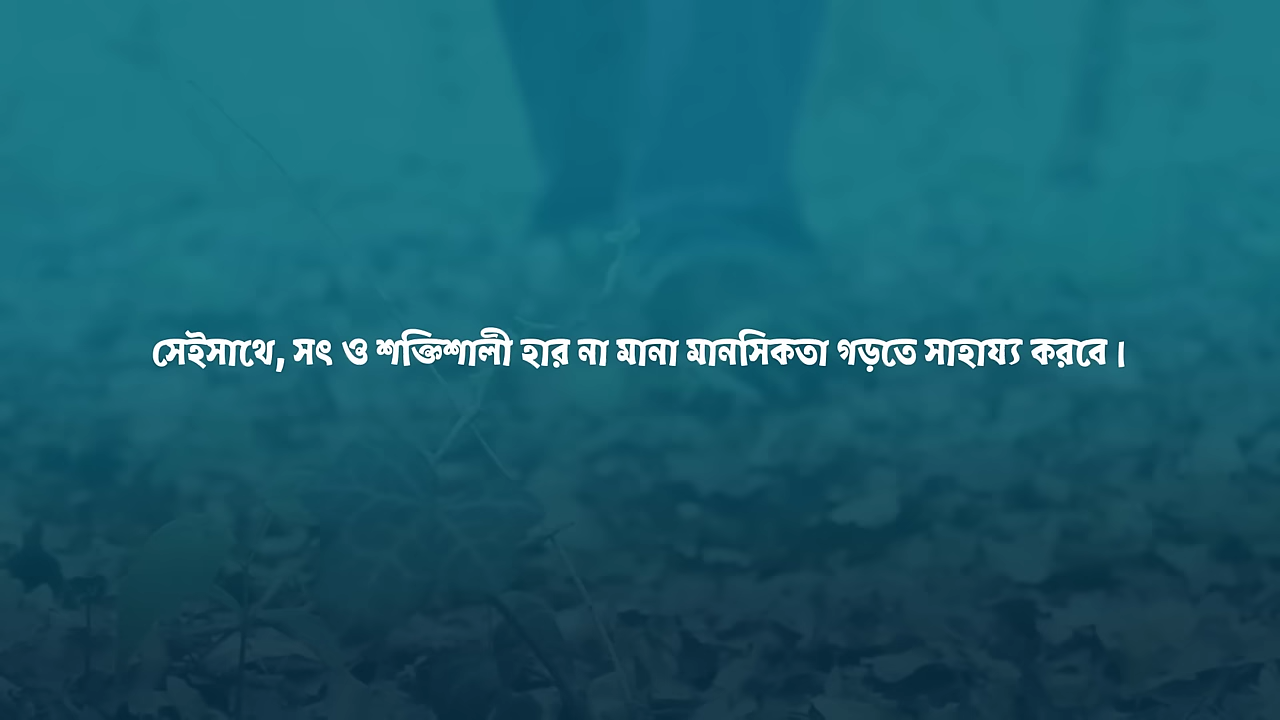 সেইসাথে, সৎ ও শক্তিশালী হার না মানা মানসিকতা গড়তে সাহায্য করবে।